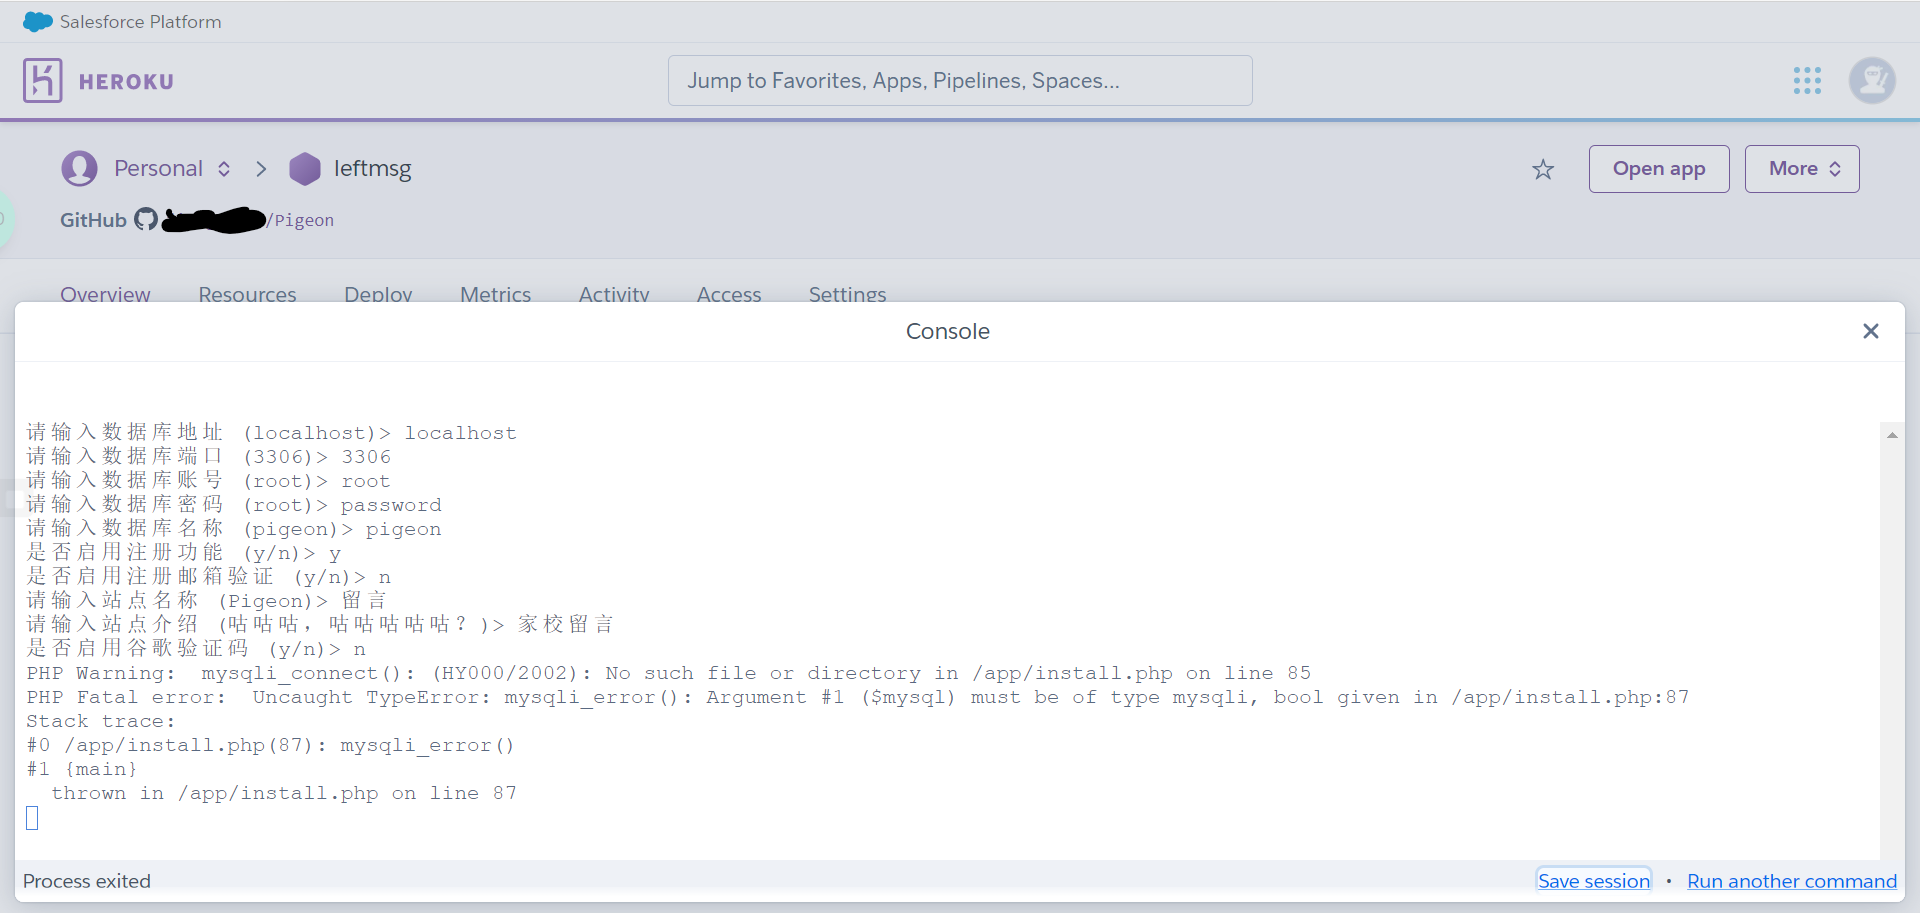 Salesforce Platform
HEROKU
Jump to Favorites, Apps, Pipelines, Spaces...
Personal
leftmsg
Open app
More
GitHub
/Pigeon
Overview
Resources
Deploy
Metrics
Activity
Access
Settings
Console
请输入数据库地址 (localhost)> localhost
请输入数据库端口 (3306)> 3306
请输入数据库账号 (root)> root
请输入数据库密码 (root)> password
请输入数据库名称 (pigeon)> pigeon
是否启用注册功能 (y/n)> y
是否启用注册邮箱验证 (y/n)> n
请输入站点名称 (Pigeon)> 留言
请输入站点介绍 (咕咕咕，咕咕咕咕咕？)> 家校留言
是否启用谷歌验证码 (y/n)> n
PHP Warning:  mysqli_connect(): (HY000/2002): No such file or directory in /app/install.php on line 85
PHP Fatal error:  Uncaught TypeError: mysqli_error(): Argument #1 ($mysql) must be of type mysqli, bool given in /app/install.php:87
Stack trace:
#0 /app/install.php(87): mysqli_error()
#1 {main}
  thrown in /app/install.php on line 87
Process exited
Save session
•
Run another command